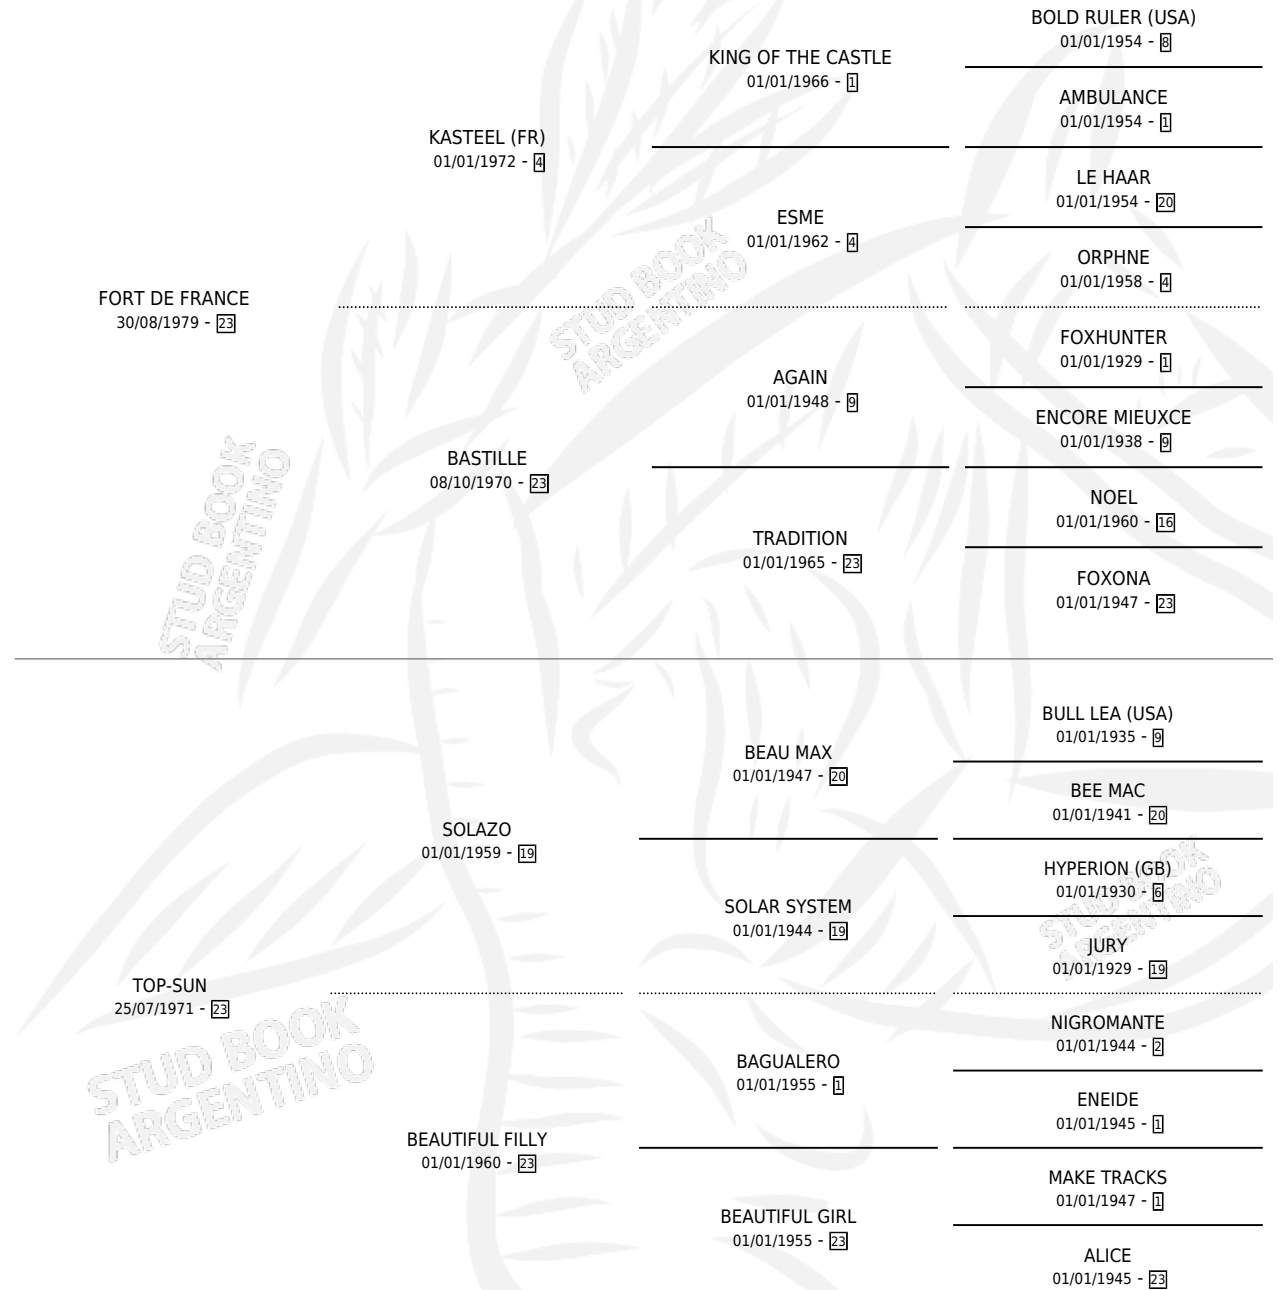 BOLD RULER (USA)
01/01/1954 - 8
KING OF THE CASTLE
01/01/1966 - 1
AMBULANCE
01/01/1954 - 1
KASTEEL (FR)
01/01/1972 - 4
LE HAAR
01/01/1954 - 20
ESME
01/01/1962 - 4
ORPHNE
01/01/1958 - 4
FORT DE FRANCE
30/08/1979 - 23
FOXHUNTER
01/01/1929 - 1
AGAIN
01/01/1948 - 9
ENCORE MIEUXCE
01/01/1938 - 9
BASTILLE
08/10/1970 - 23
NOEL
01/01/1960 - 16
TRADITION
01/01/1965 - 23
FOXONA
01/01/1947 - 23
STUD BOOK
ARGENTINO
STUD BOOK
ARGENTINO
BULL LEA (USA)
01/01/1935 - 9
BEAU MAX
01/01/1947 - 20
BEE MAC
01/01/1941 - 20
SOLAZO
01/01/1959 - 19
HYPERION (GB)
01/01/1930 - 6
SOLAR SYSTEM
01/01/1944 - 19
JURY
01/01/1929 - 19
STUD BOOK
ARGENTINO
TOP-SUN
25/07/1971 - 23
NIGROMANTE
01/01/1944 - 2
BAGUALERO
01/01/1955 - 1
ENEIDE
01/01/1945 - 1
STUD BOOK
ARGENTINO
BEAUTIFUL FILLY
01/01/1960 - 23
MAKE TRACKS
01/01/1947 - 1
BEAUTIFUL GIRL
01/01/1955 - 23
ALICE
01/01/1945 - 23